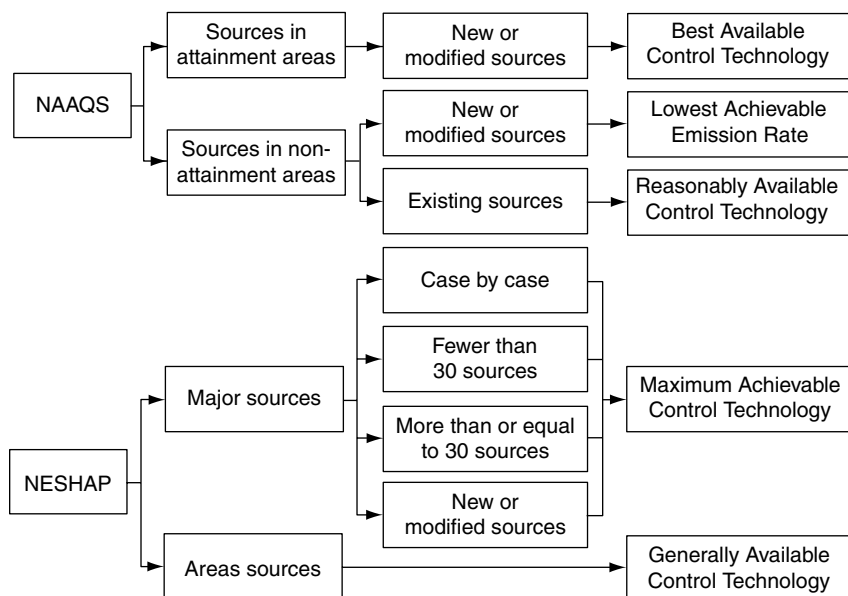 NAAQS
Sources in
attainment areas
New or
modified sources
Best Available
Control Technology
Sources in non-
attainment areas
New or
modified sources
Lowest Achievable
Emission Rate
Existing sources
Reasonably Available
Control Technology
NESHAP
Major sources
Case by case
Fewer than
30 sources
More than or equal
to 30 sources
New or
modified sources
Maximum Achievable
Control Technology
Areas sources
Generally Available
Control Technology